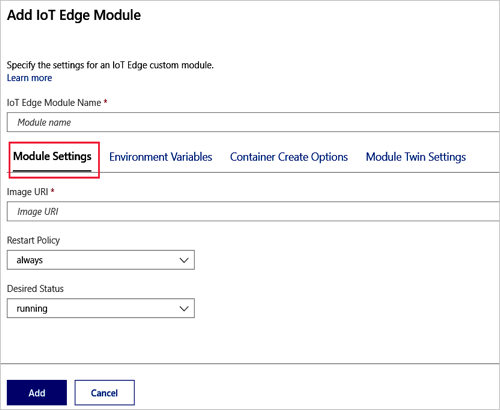 Add IoT Edge Module
Specify the settings for an IoT Edge custom module.
Learn more
IoT Edge Module Name *
Module name
Module Settings Environment Variables Container Create Options Module Twin Settings
Image URI *
Image URI
Restart Policy
always
Desired Status
running
Add Cancel